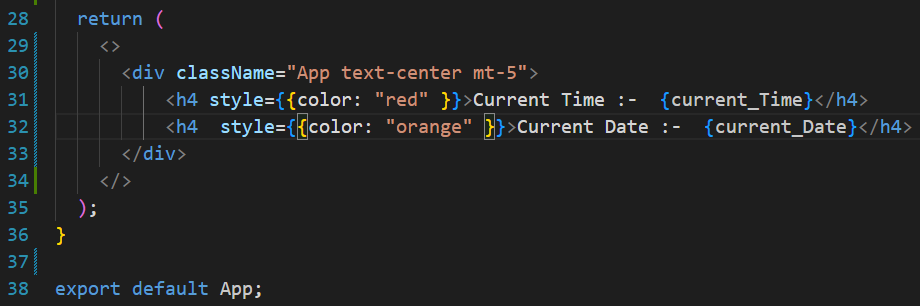 28 return (
29 <>
30 <div className="App text-center mt-5">
31 <h4 style={{color: "red" }}>Current Time :-  {current_Time}</h4>
32 <h4  style={{color: "orange" }}>Current Date :-  {current_Date}</h4>
33 </div>
34 </>
35 );
36 }
37
38 export default App;